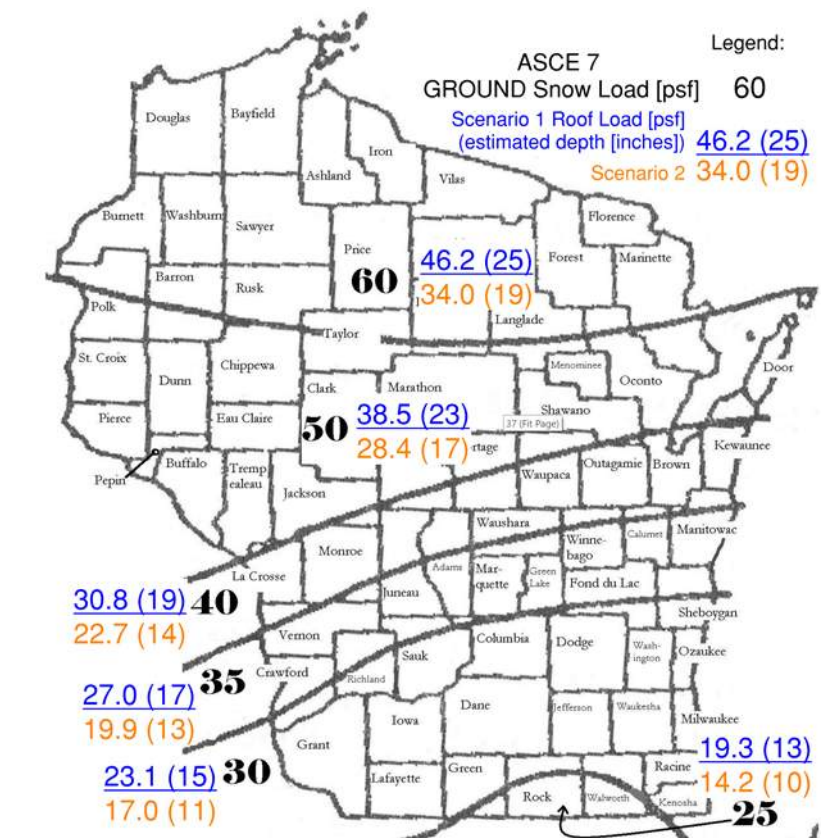 Legend:
ASCE 7
GROUND Snow Load [psf]
60
Scenario 1 Roof Load [psf]
(estimated depth [inches])
46.2 (25)
Scenario 2
34.0 (19)
Douglas
Bayfield
Iron
Ashland
Vilas
Burnett
Washburn
Sawyer
Florence
Price
Forest
Marinette
60
46.2 (25)
34.0 (19)
Barron
Rusk
Polk
Langlade
Taylor
St. Croix
Dunn
Chippewa
Menominee
Door
Clark
Marathon
Oconto
Pierce
Eau Claire
50
38.5 (23)
28.4 (17)
Shawano
37 (Fit Page)
rtage
Kewaunee
Pepin
Buffalo
Tremp
ealeau
Jackson
Waupaca
Outagamie
Brown
Monroe
Waushara
Winne-
bago
Calumet
Manitowac
La Crosse
Adams
Mar-
quette
Green
Lake
Fond du Lac
Juneau
30.8 (19)
22.7 (14)
40
Vernon
Sheboygan
Columbia
Dodge
Wash-
ington
Ozaukee
Sauk
Crawford
Richland
35
27.0 (17)
19.9 (13)
Dane
Jefferson
Waukesha
Milwaukee
Iowa
Grant
23.1 (15)
17.0 (11)
30
Lafayette
Green
Rock
Walworth
Racine
Kenosha
19.3 (13)
14.2 (10)
25